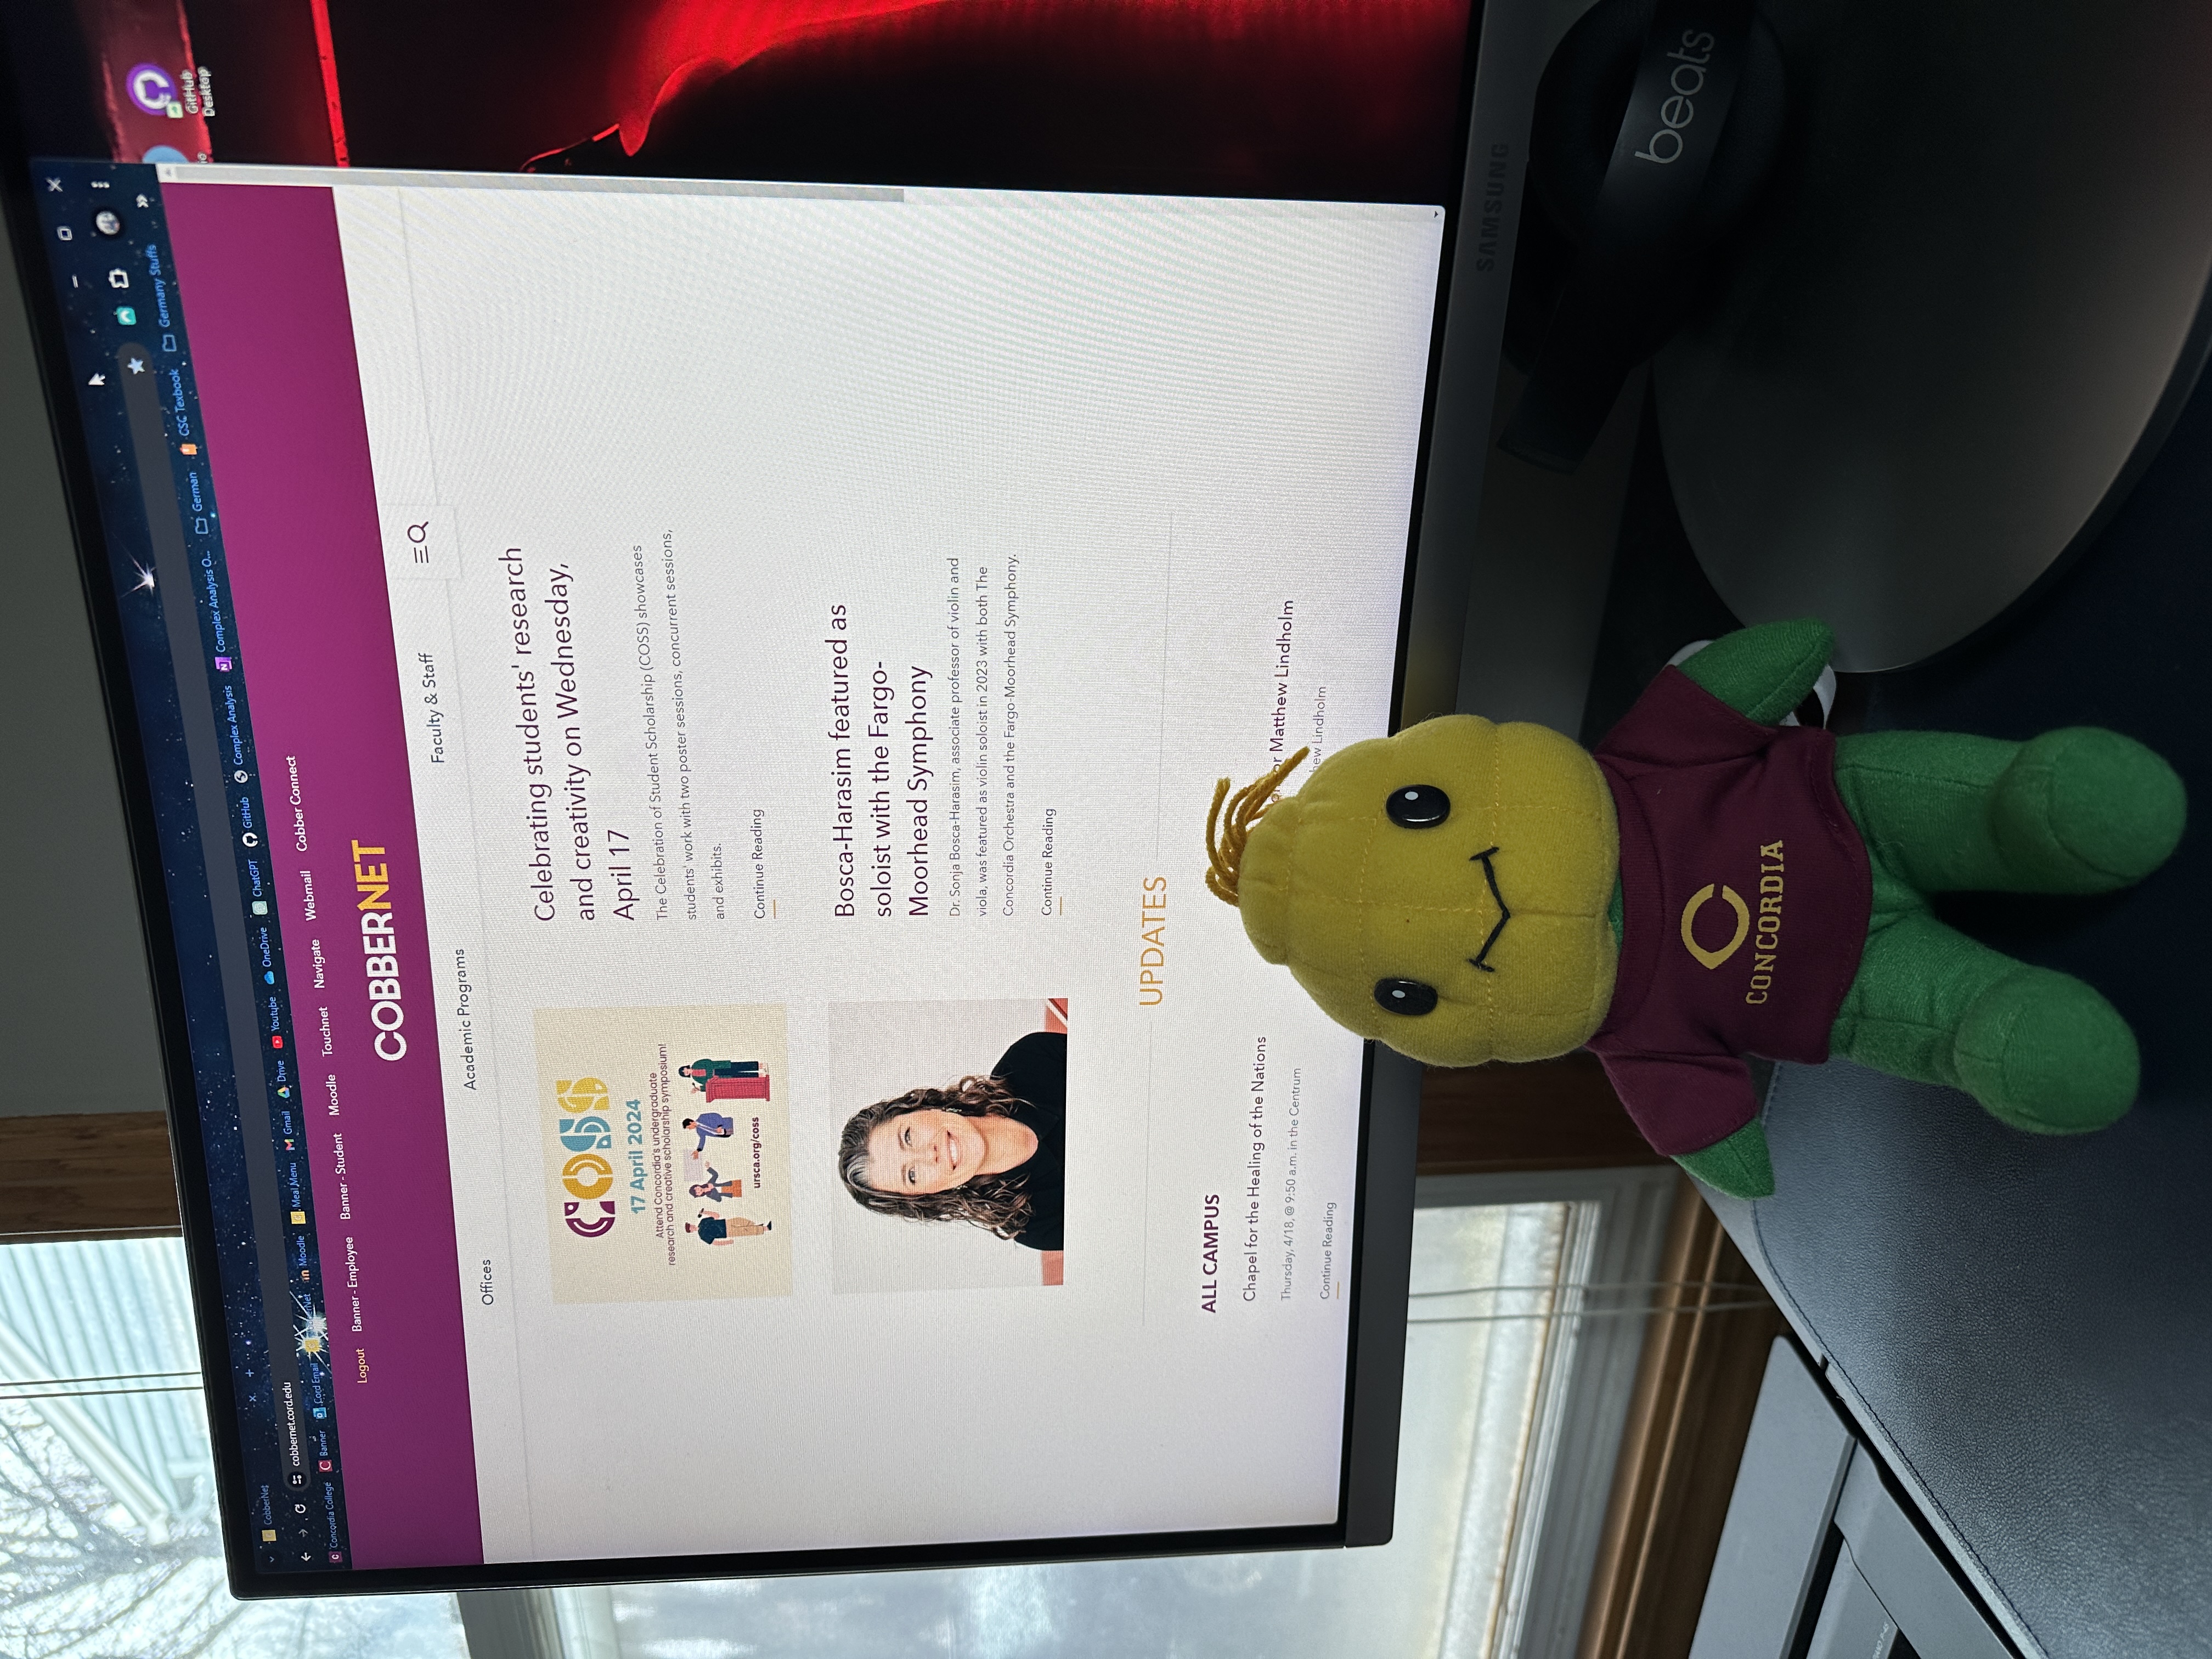 CobberNet
cobbernet.cord.edu
Concordia College
Banner
Cord Email
Moodle
Meal Menu
Gmail
Drive
Youtube
OneDrive
ChatGPT
GitHub
Complex Analysis
Complex Analysis O...
German
CSC Texbook
Germany Stuffs
GitHub
Desktop
Logout
Banner - Employee
Banner - Student
Moodle
Touchnet
Navigate
Webmail
Cobber Connect
COBBERNET
Offices
Academic Programs
Faculty & Staff
COSS
17 April 2024
Attend Concordia's undergraduate
research and creative scholarship symposium!
ursca.org/coss
Celebrating students' research
and creativity on Wednesday,
April 17
The Celebration of Student Scholarship (COSS) showcases
students' work with two poster sessions, concurrent sessions,
and exhibits.
Continue Reading
Bosca-Harasim featured as
soloist with the Fargo-
Moorhead Symphony
Dr. Sonja Bosca-Harasim, associate professor of violin and
viola, was featured as violin soloist in 2023 with both The
Concordia Orchestra and the Fargo-Moorhead Symphony.
Continue Reading
UPDATES
ALL CAMPUS
Chapel for the Healing of the Nations
Thursday, 4/18, @ 9:50 a.m. in the Centrum
Continue Reading
Matthew Lindholm
Lindholm
SAMSUNG
beats
C
CONCORDIA